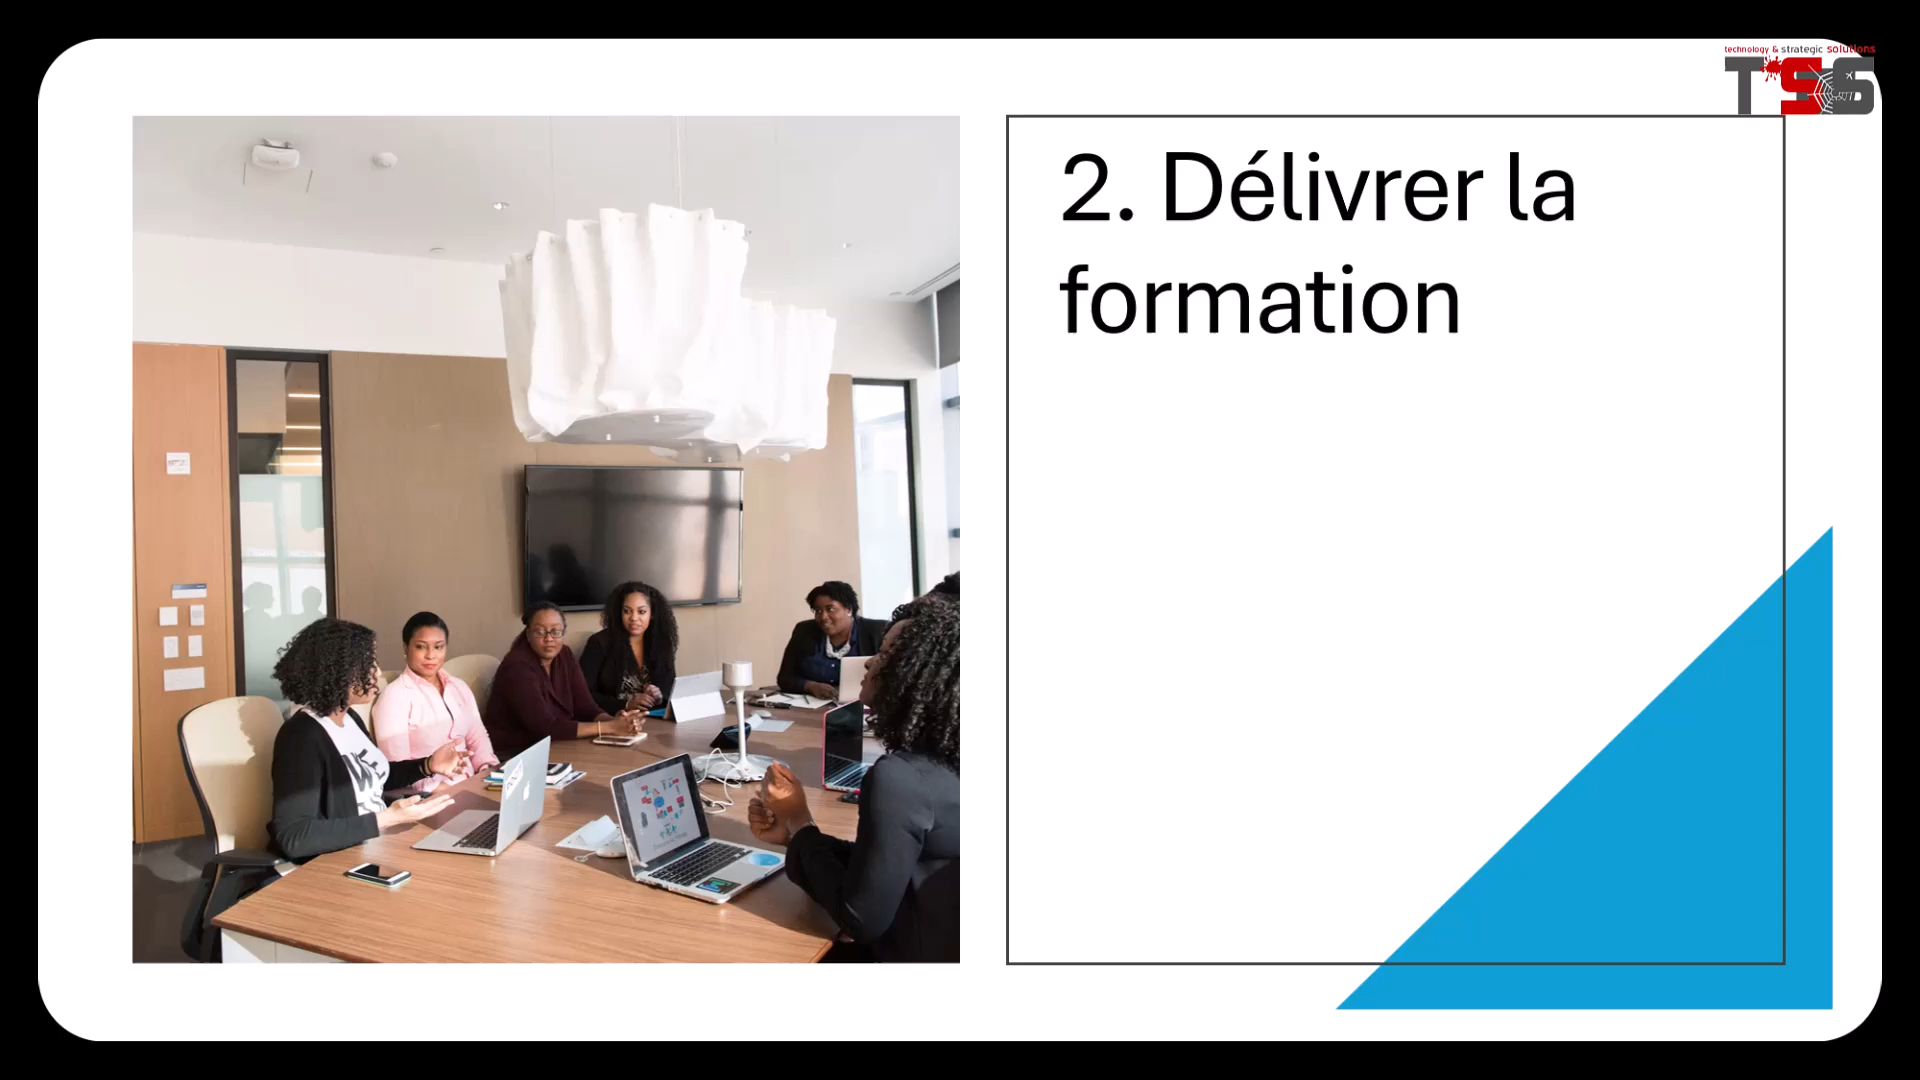 technology & strategic solutions
TSS
2. Délivrer la
formation